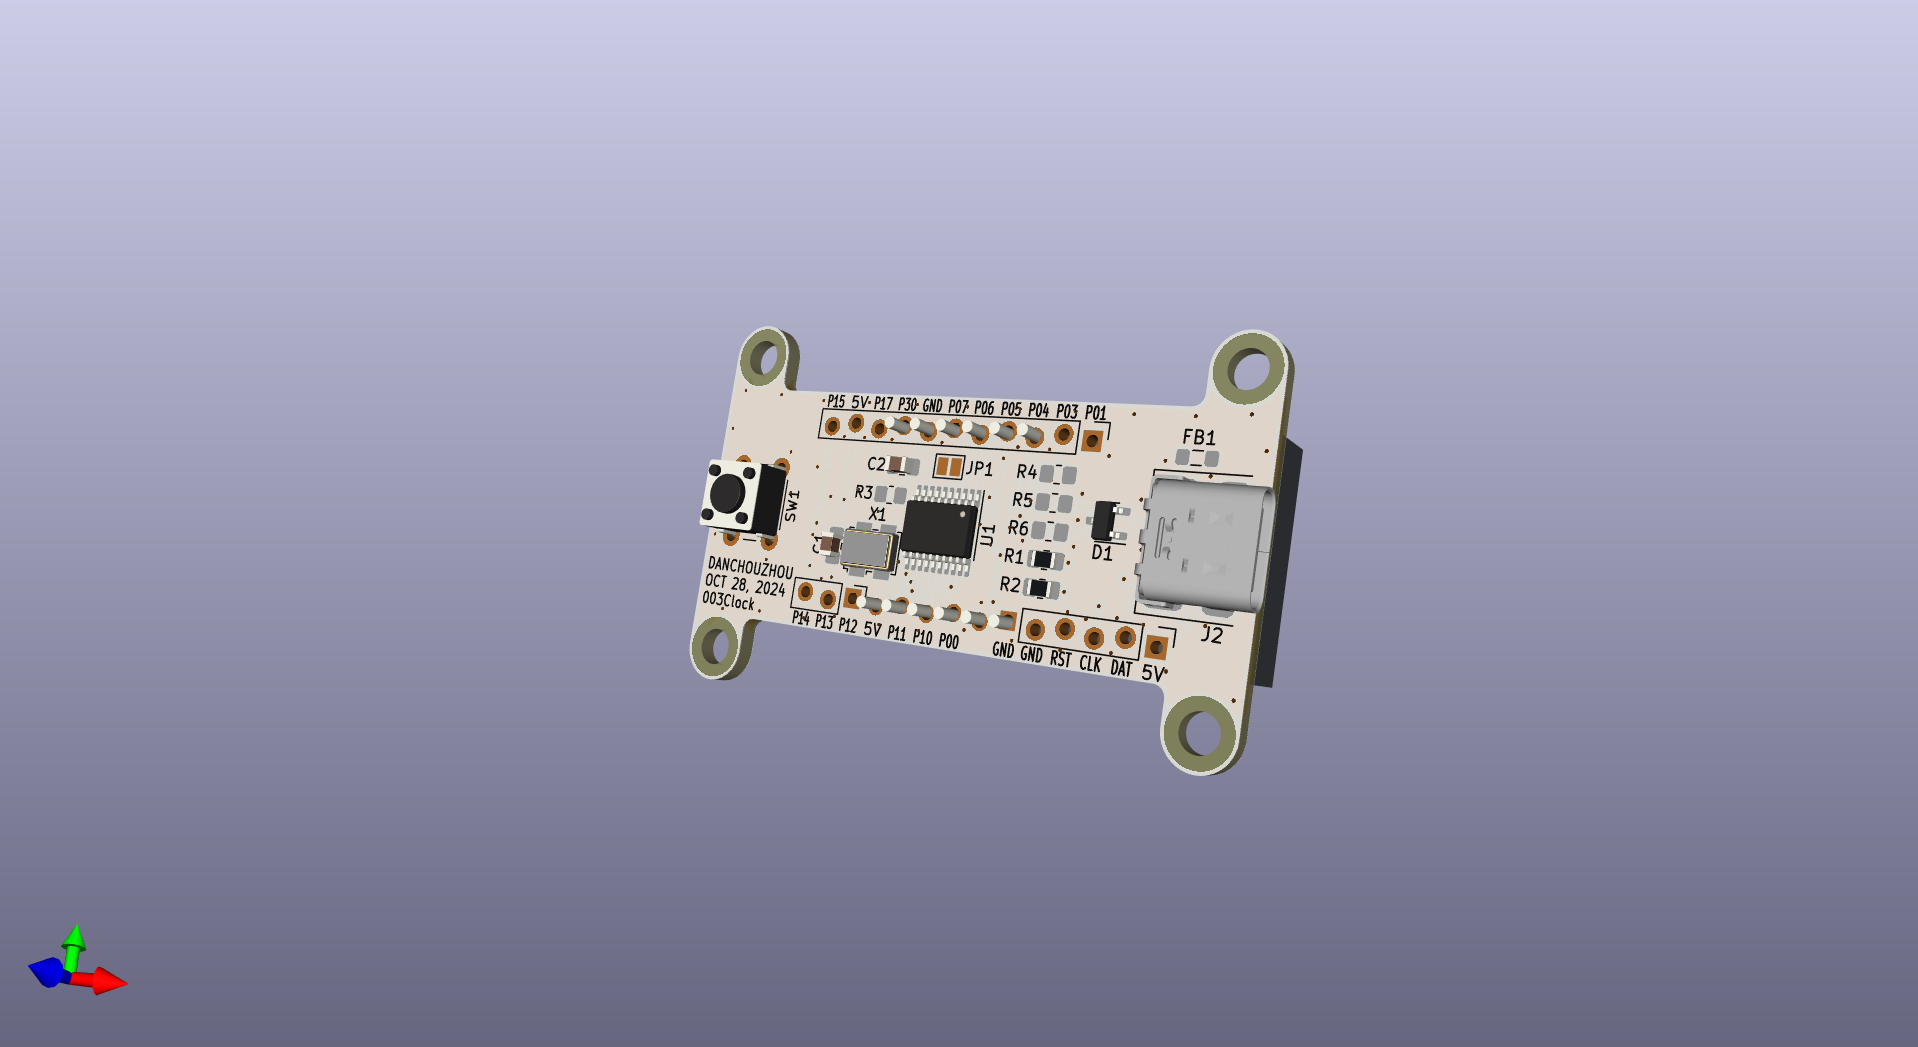 P15 5V P17 P30 GND P07 P06 P05 P04 P03 P01
FB1
C2
JP1
R4
R3
R5
SW1
X1
U1
R6
D1
C1
R1
R2
DANCHOUZHOU
OCT 28, 2024
003Clock
J2
P14 P13 P12 5V P11 P10 P00 GND GND RST CLK DAT 5V